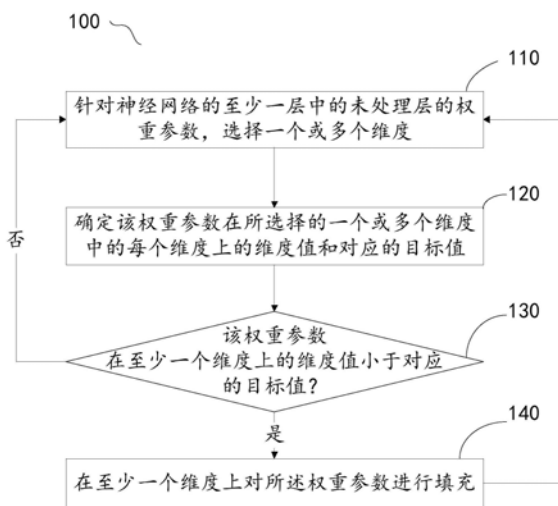 100
110
针对神经网络的至少一层中的未处理层的权
重参数，选择一个或多个维度
120
确定该权重参数在所选择的一个或多个维度
中的每个维度上的维度值和对应的目标值
否
130
该权重参数
在至少一个维度上的维度值小于对应
的目标值？
是
140
在至少一个维度上对所述权重参数进行填充